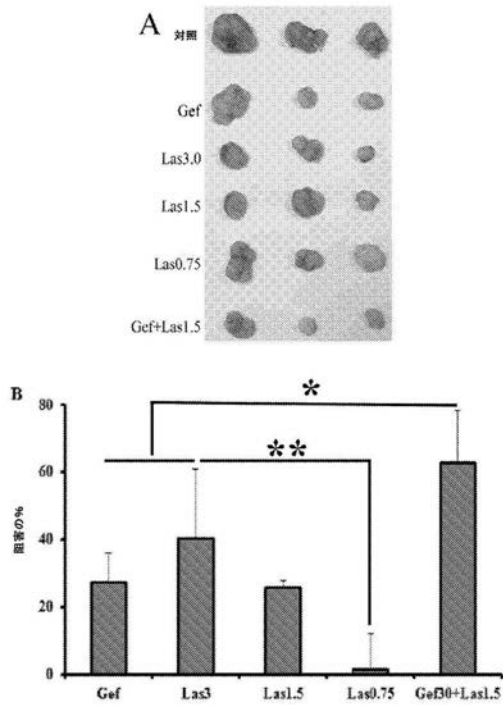 A
対照
Gef
Las3.0
Las1.5
Las0.75
Gef+Las1.5
B
*
**
80
60
40
20
0
阻害の%
Gef
Las3
Las1.5
Las0.75
Gef30+Las1.5